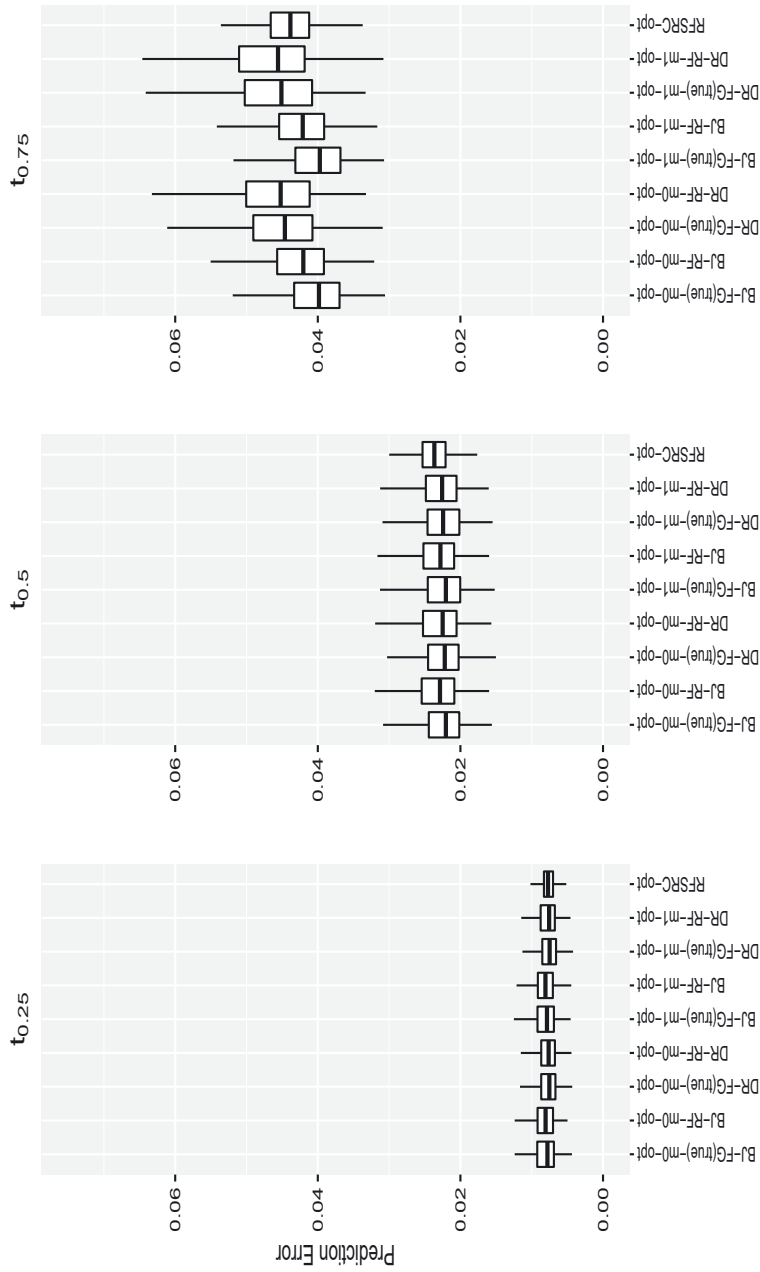 t0.75
RFSRC−opt
DR−RF−m1−opt
DR−FG(true)−m1−opt
BJ−RF−m1−opt
BJ−FG(true)−m1−opt
DR−RF−m0−opt
DR−FG(true)−m0−opt
BJ−RF−m0−opt
BJ−FG(true)−m0−opt
0.06
0.04
0.02
0.00
t0.5
RFSRC−opt
DR−RF−m1−opt
DR−FG(true)−m1−opt
BJ−RF−m1−opt
BJ−FG(true)−m1−opt
DR−RF−m0−opt
DR−FG(true)−m0−opt
BJ−RF−m0−opt
BJ−FG(true)−m0−opt
0.06
0.04
0.02
0.00
t0.25
RFSRC−opt
DR−RF−m1−opt
DR−FG(true)−m1−opt
BJ−RF−m1−opt
BJ−FG(true)−m1−opt
DR−RF−m0−opt
DR−FG(true)−m0−opt
BJ−RF−m0−opt
BJ−FG(true)−m0−opt
0.06
0.04
0.02
0.00
Prediction Error